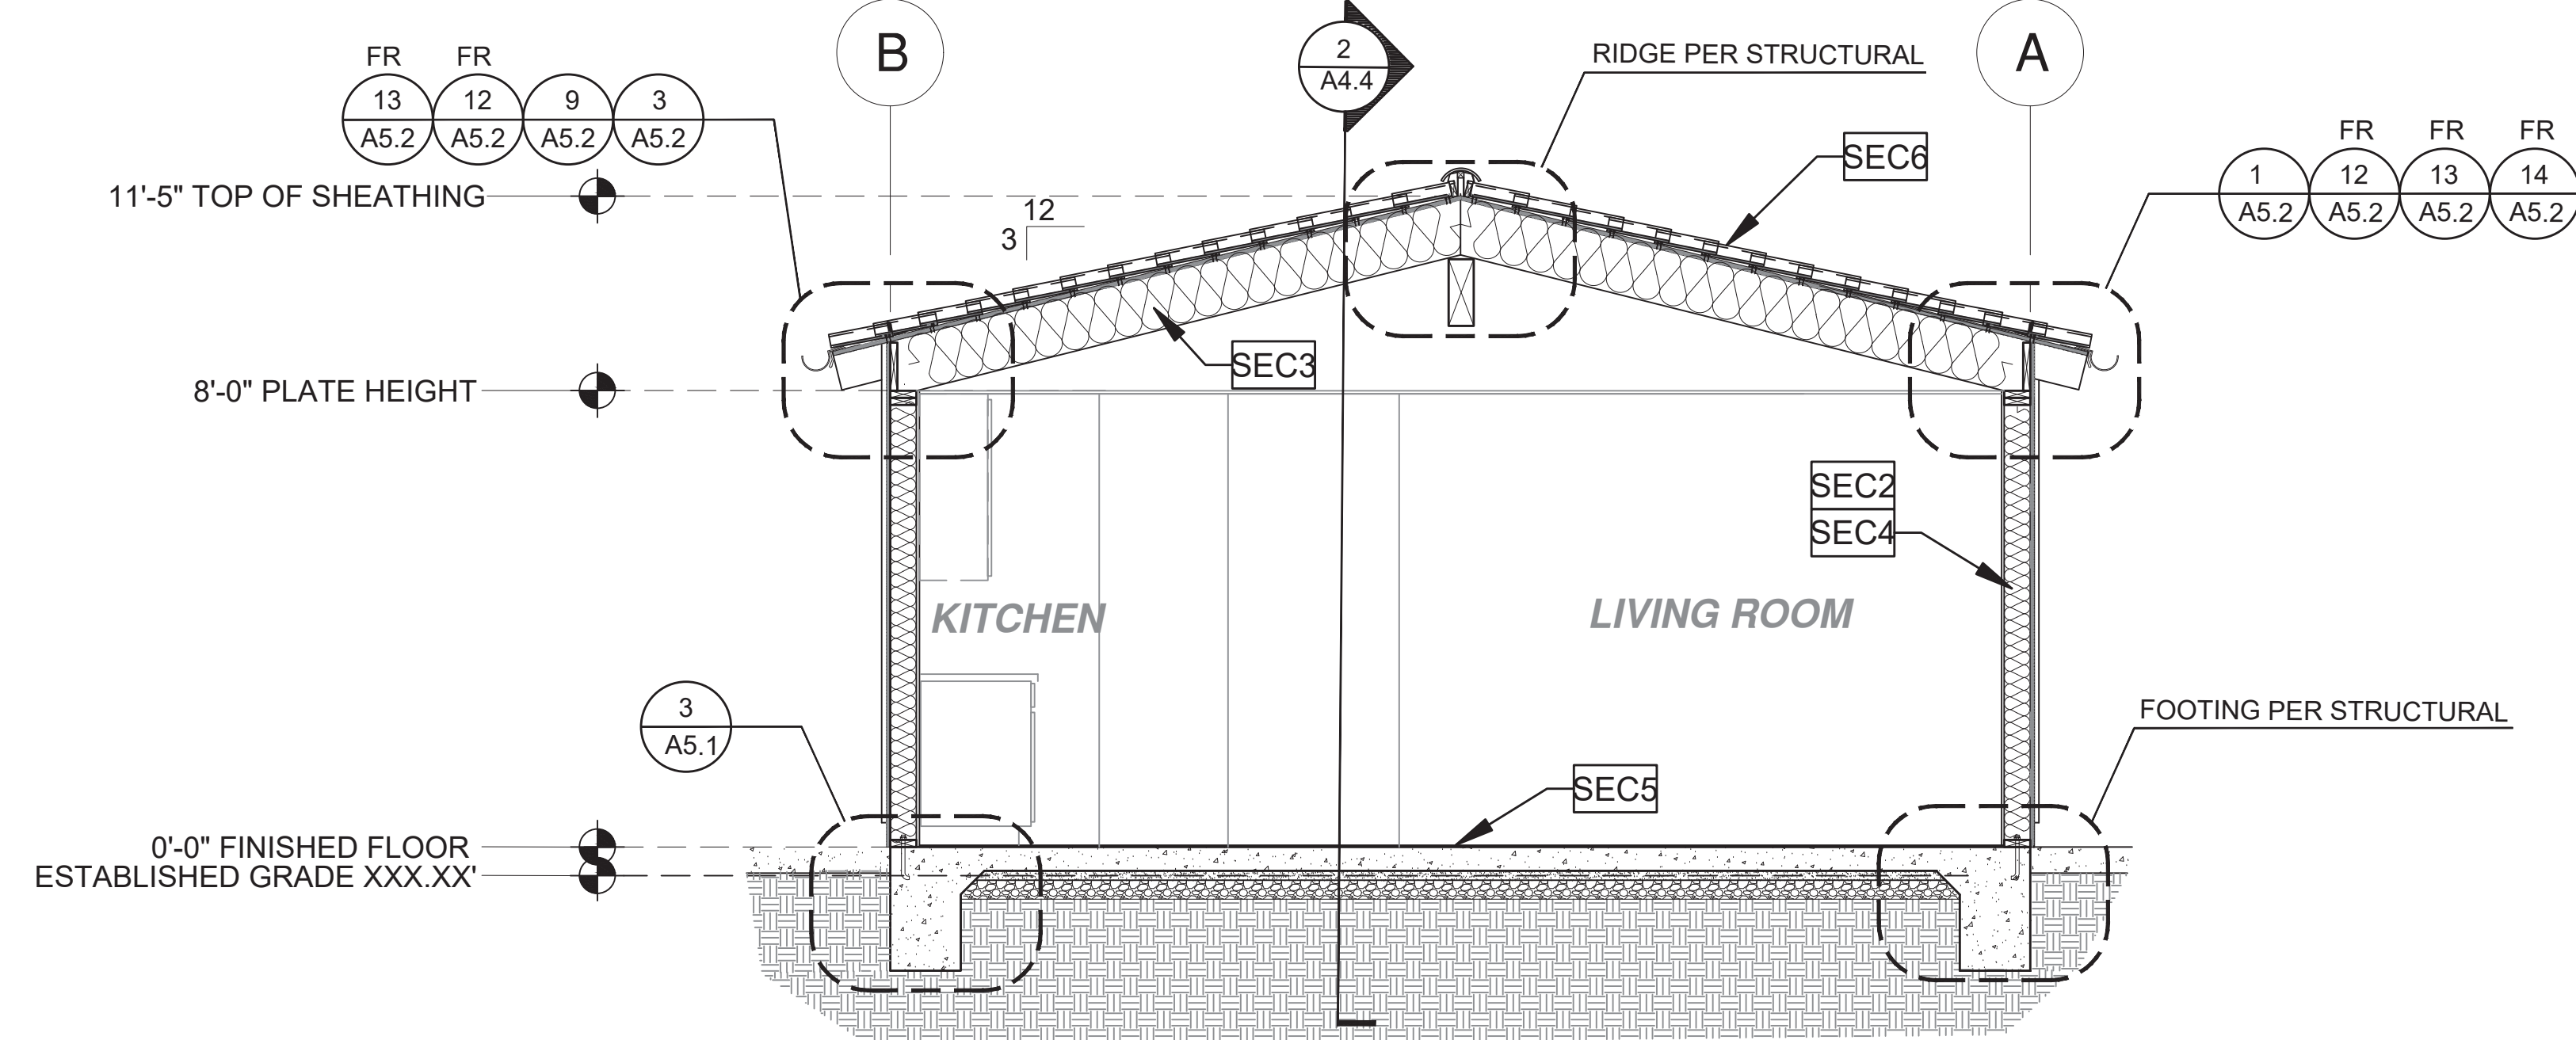 B
2
A4.4
RIDGE PER STRUCTURAL
A
FR FR
13 12 9 3
A5.2 A5.2 A5.2 A5.2
SEC6
FR FR FR
1 12 13 14
A5.2 A5.2 A5.2 A5.2
11'-5" TOP OF SHEATHING
12
3
SEC3
8'-0" PLATE HEIGHT
SEC2
SEC4
KITCHEN
LIVING ROOM
3
A5.1
FOOTING PER STRUCTURAL
SEC5
0'-0" FINISHED FLOOR
ESTABLISHED GRADE XXX.XX'